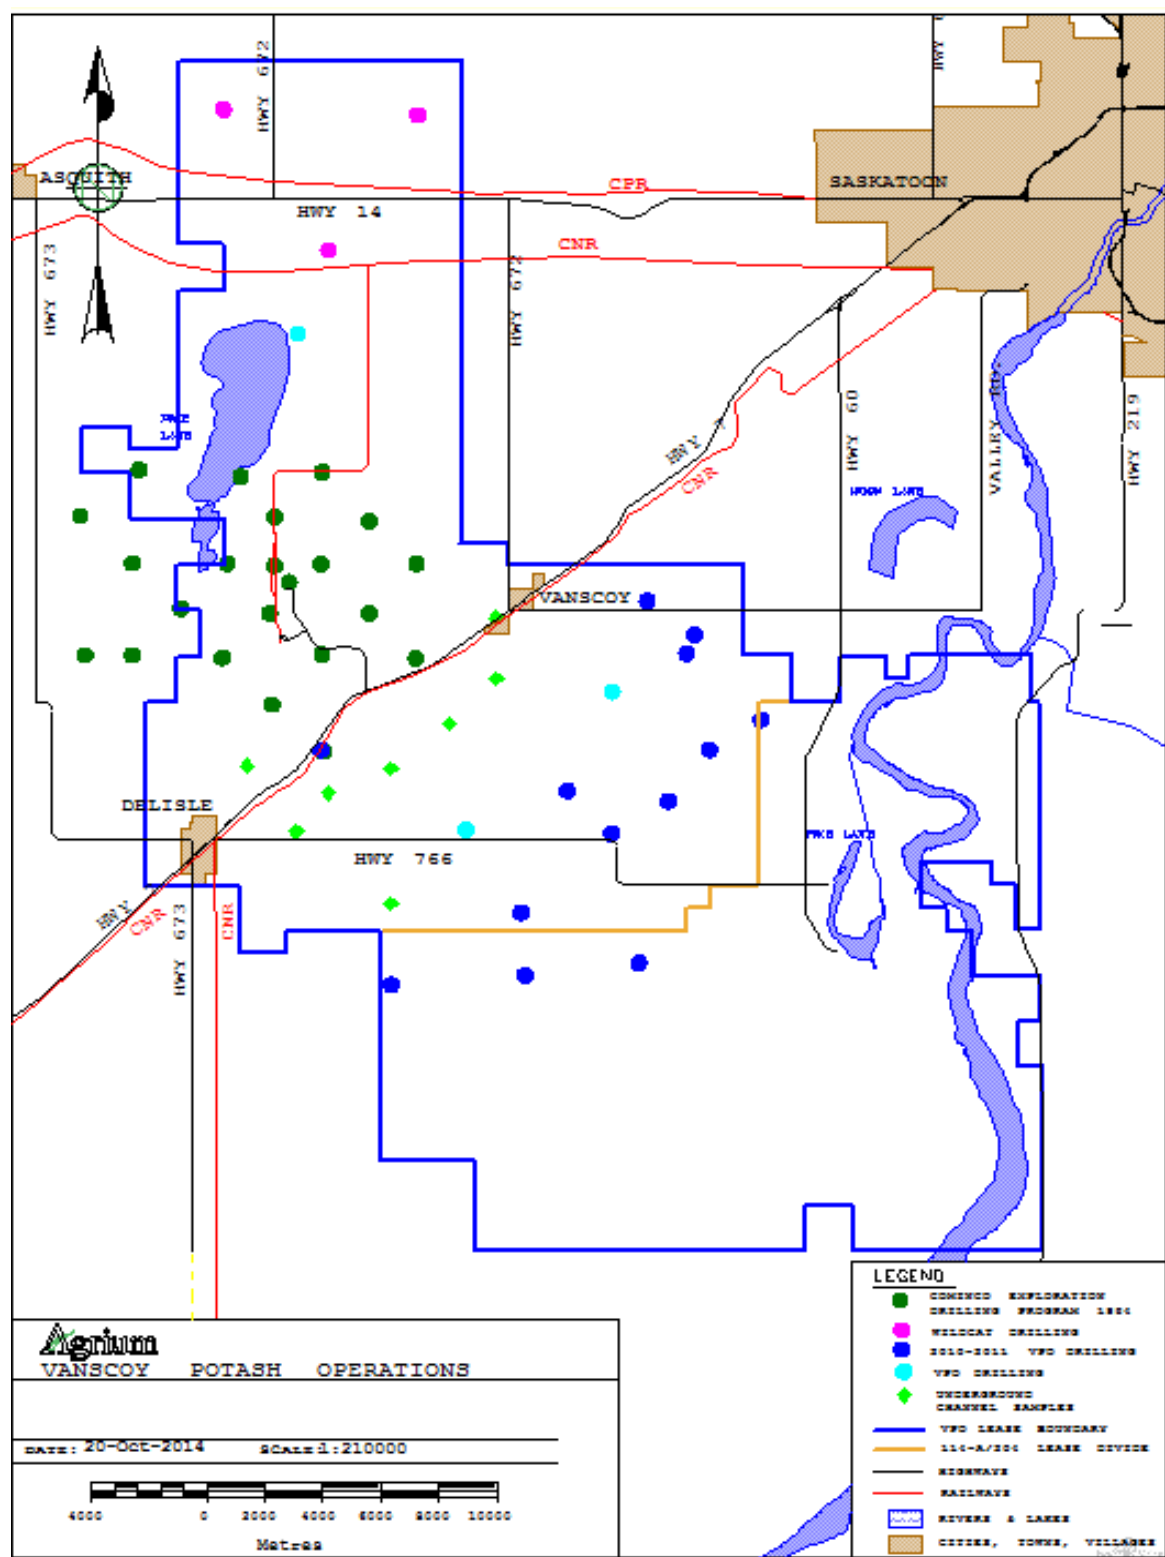 HWY 672
HWY
ASQUITH
CPR
SASKATOON
HWY 14
CNR
HWY 673
HWY 672
HWY 7
CNR
HWY 60
VALLEY RD.
HWY 219
VANSCOY
DELISLE
HWY 766
HWY
CNR
HWY 673
CNR
LEGEND
COMINCO EXPLORATION
DRILLING PROGRAM
WILDCAT DRILLING
2010-2011 VPO DRILLING
VPO DRILLING
UNDERGROUND
CHANNEL SAMPLES
VPO LEASE BOUNDARY
LEASE DIVIDE
HIGHWAYS
RAILWAYS
RIVERS & LAKES
CITIES, TOWNS, VILLAGES
Agrium
VANSCOY POTASH OPERATIONS
DATE: 20-Oct-2014 SCALE 1:210000
4000 0 2000 4000 6000 8000 10000
Metres